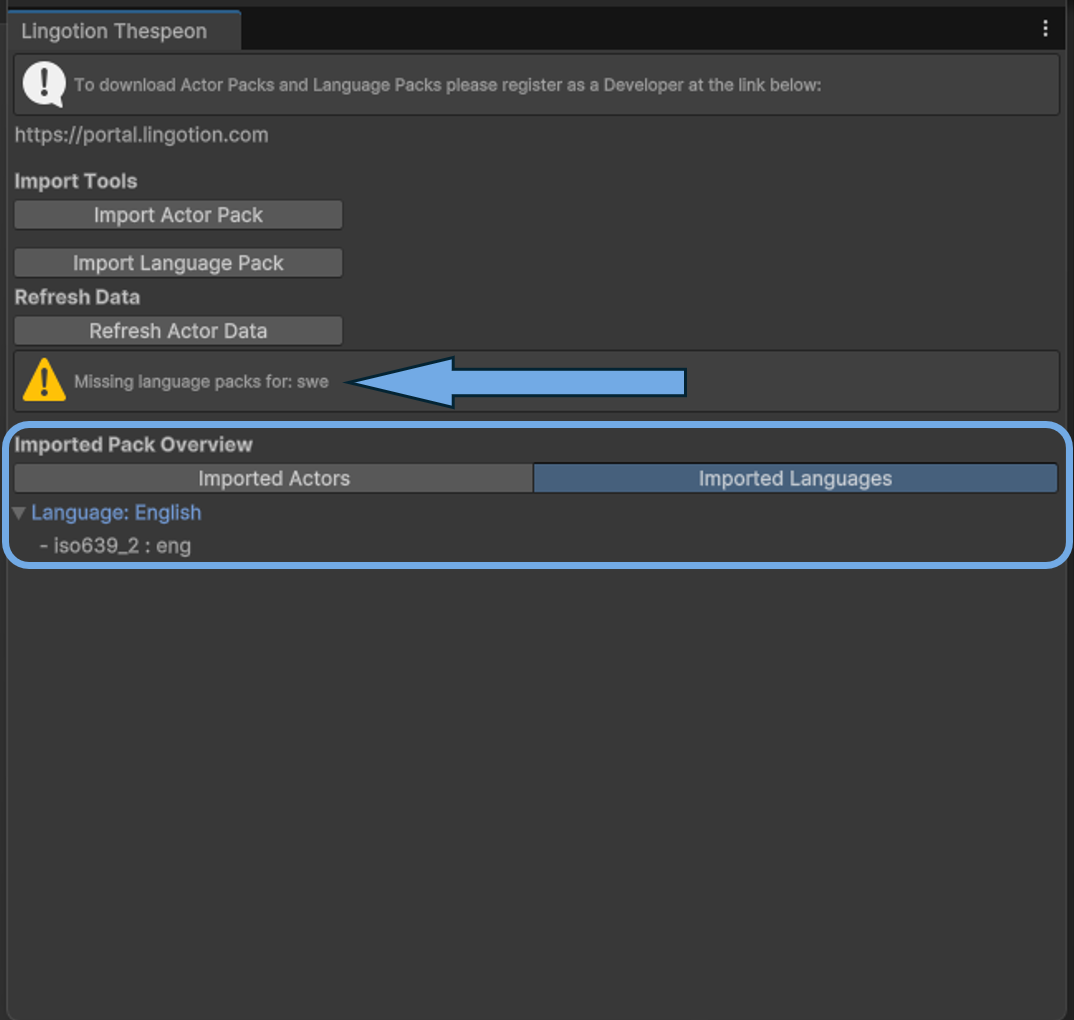 Lingotion Thespeon
To download Actor Packs and Language Packs please register as a Developer at the link below:
https://portal.lingotion.com
Import Tools
Import Actor Pack
Import Language Pack
Refresh Data
Refresh Actor Data
Missing language packs for: swe
Imported Pack Overview
Imported Actors
Imported Languages
Language: English
- iso639_2 : eng